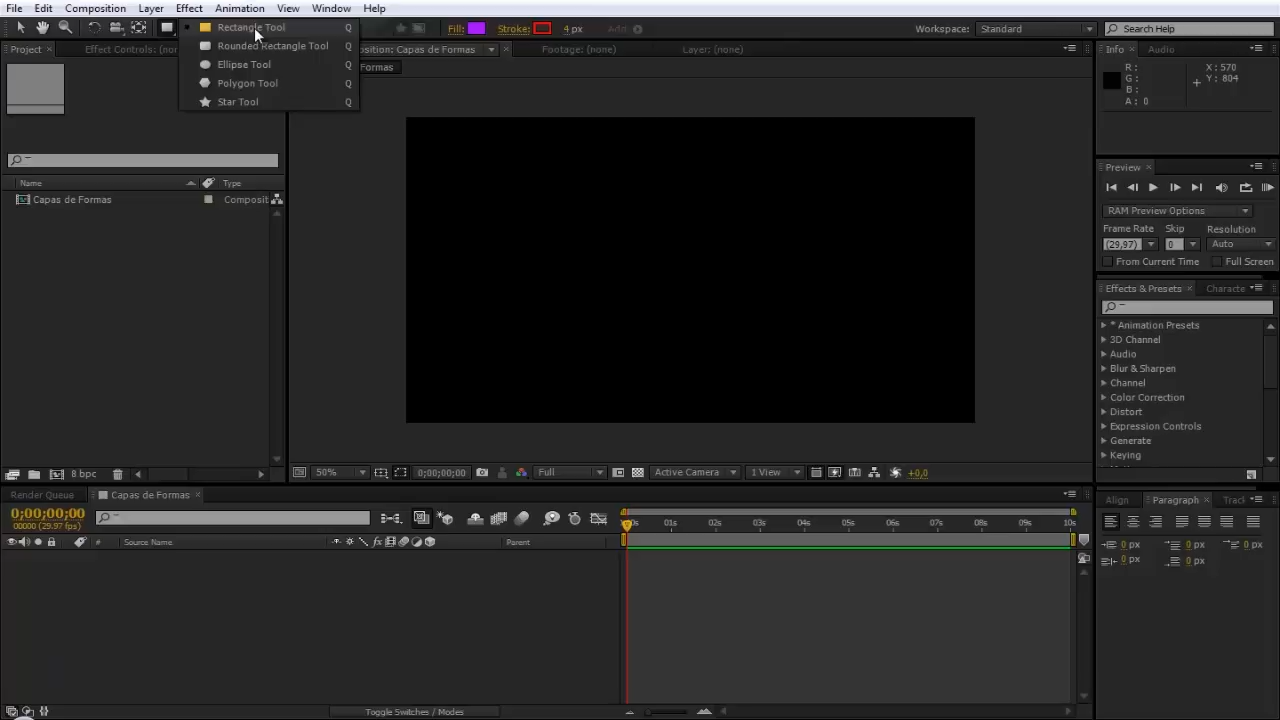 File Edit Composition Layer Effect Animation View Window Help
Rectangle Tool Q
Rounded Rectangle Tool Q
Ellipse Tool Q
Polygon Tool Q
Star Tool Q
Fill: Stroke: 4 px Add
Workspace: Standard
Search Help
Project Effect Controls: (non
osition: Capas de Formas
Footage: (none)
Layer: (none)
Formas
Name Type
Capas de Formas Composit
8 bpc
50% 0;00;00;00 Full Active Camera 1 View +0,0
Info Audio
R: X: 570
G: Y: 804
B:
A: 0
Preview
RAM Preview Options
Frame Rate Skip Resolution
(29,97) 0 Auto
From Current Time Full Screen
Effects & Presets Characte
* Animation Presets
3D Channel
Audio
Blur & Sharpen
Channel
Color Correction
Distort
Expression Controls
Generate
Keying
Render Queue Capas de Formas
0;00;00;00
00000 (29.97 fps)
# Source Name Parent
01s 02s 03s 04s 05s 06s 07s 08s 09s 10s
Toggle Switches / Modes
Align Paragraph Track
0 px 0 px 0 px
0 px 0 px